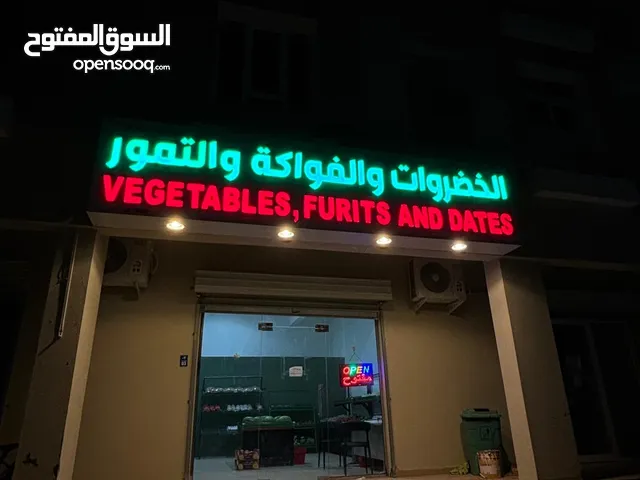 السوق المفتوح
opensooq.com
الخضروات والفواكة والتمور
VEGETABLES, FURITS AND DATES
OPEN
مفتوح